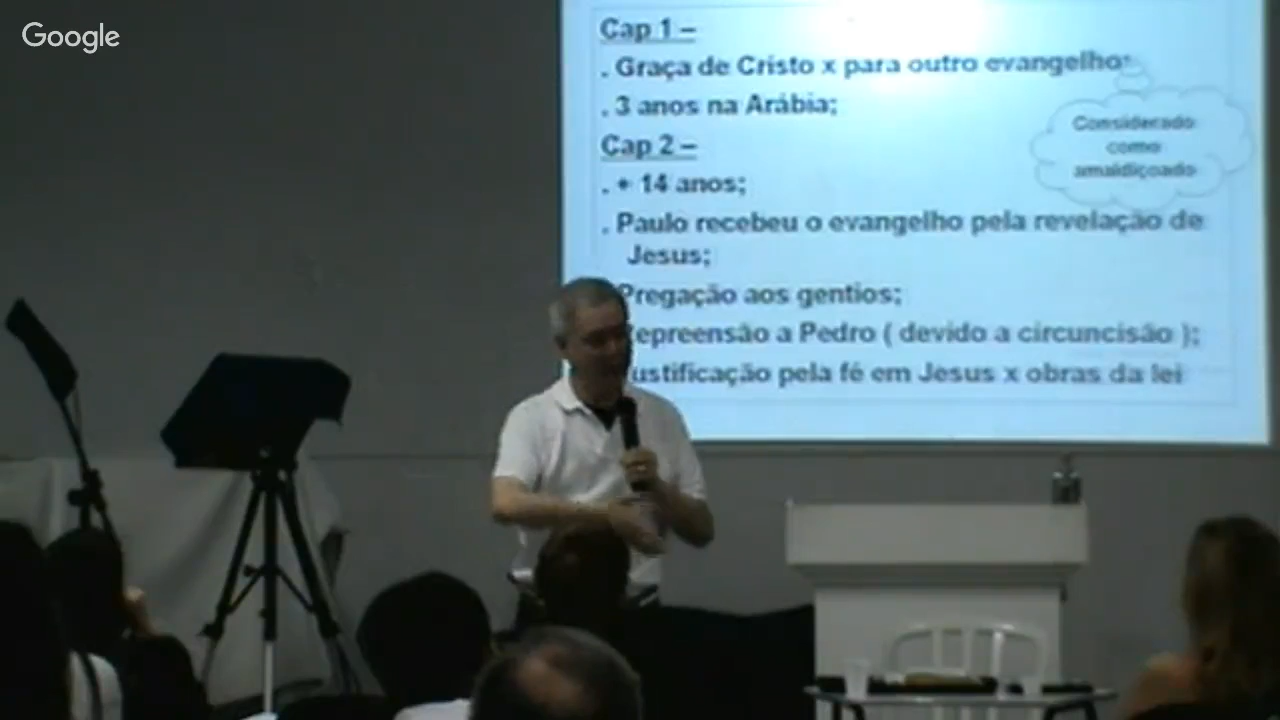 Google
Cap 1 –
. Graça de Cristo x para outro evangelho;
. 3 anos na Arábia;
Considerado
como
amaldiçoado
Cap 2 –
. + 14 anos;
. Paulo recebeu o evangelho pela revelação de
Jesus;
Pregação aos gentios;
epreensão a Pedro ( devido a circuncisão );
ustificação pela fé em Jesus x obras da lei